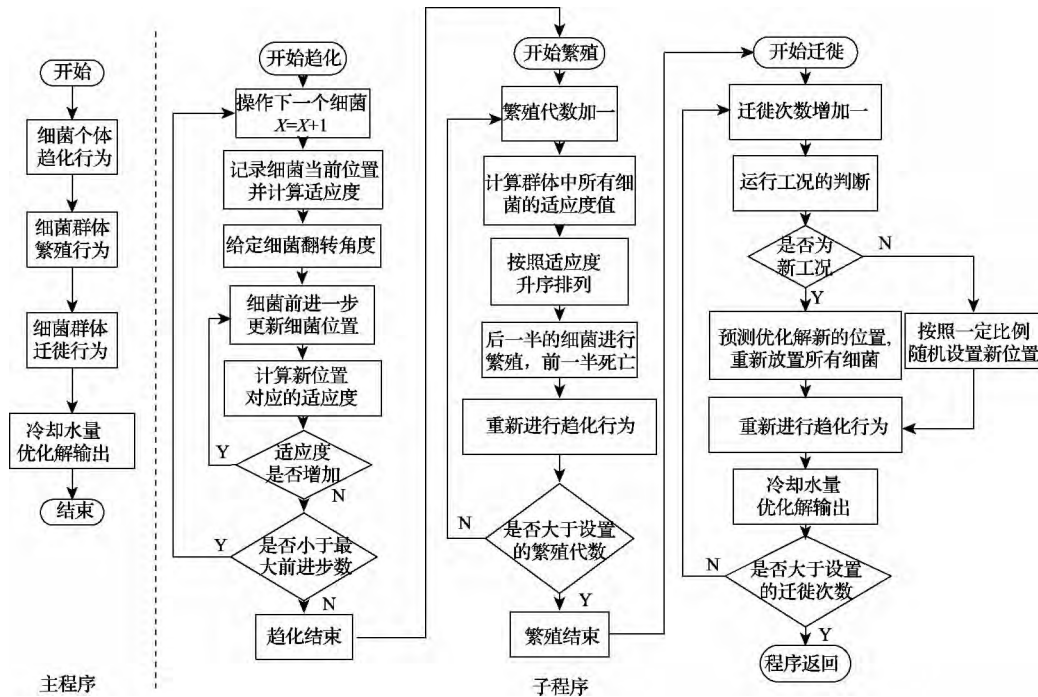 开始
细菌个体
趋化行为
细菌群体
繁殖行为
细菌群体
迁徙行为
冷却水量
优化解输出
结束
主程序
开始趋化
操作下一个细菌
X=X+1
记录细菌当前位置
并计算适应度
给定细菌翻转角度
细菌前进一步
更新细菌位置
计算新位置
对应的适应度
适应度
是否增加
Y
N
是否小于最
大前进步数
Y
N
趋化结束
开始繁殖
繁殖代数加一
计算群体中所有细
菌的适应度值
按照适应度
升序排列
后一半的细菌进行
繁殖，前一半死亡
重新进行趋化行为
是否大于设置
的繁殖代数
N
Y
繁殖结束
开始迁徙
迁徙次数增加一
运行工况的判断
是否为
新工况
N
Y
预测优化解新的位置，
重新放置所有细菌
按照一定比例
随机设置新位置
重新进行趋化行为
冷却水量
优化解输出
是否大于设置
的迁徙次数
N
Y
程序返回
子程序